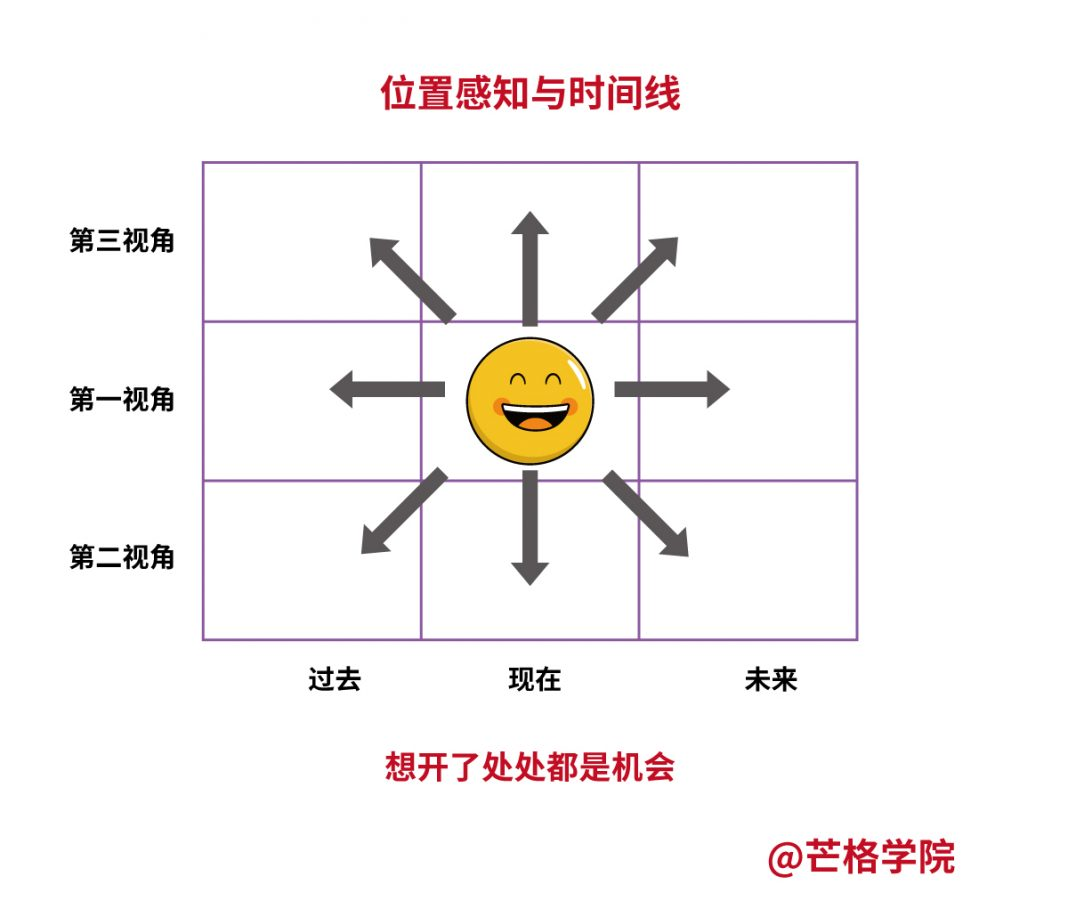 位置感知与时间线
第三视角
第一视角
第二视角
过去 现在 未来
想开了处处都是机会
@芒格学院